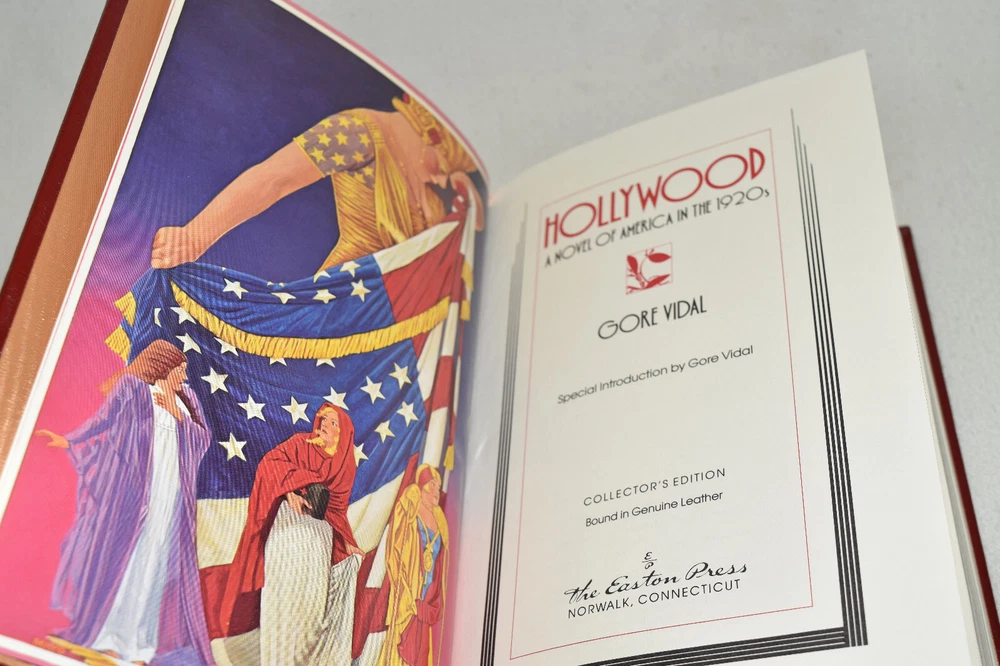 HOLLYWOOD
A NOVEL OF AMERICA IN THE 1920s
GORE VIDAL
Special Introduction by Gore Vidal
COLLECTOR'S EDITION
Bound in Genuine Leather
E
P
the Easton Press
NORWALK, CONNECTICUT